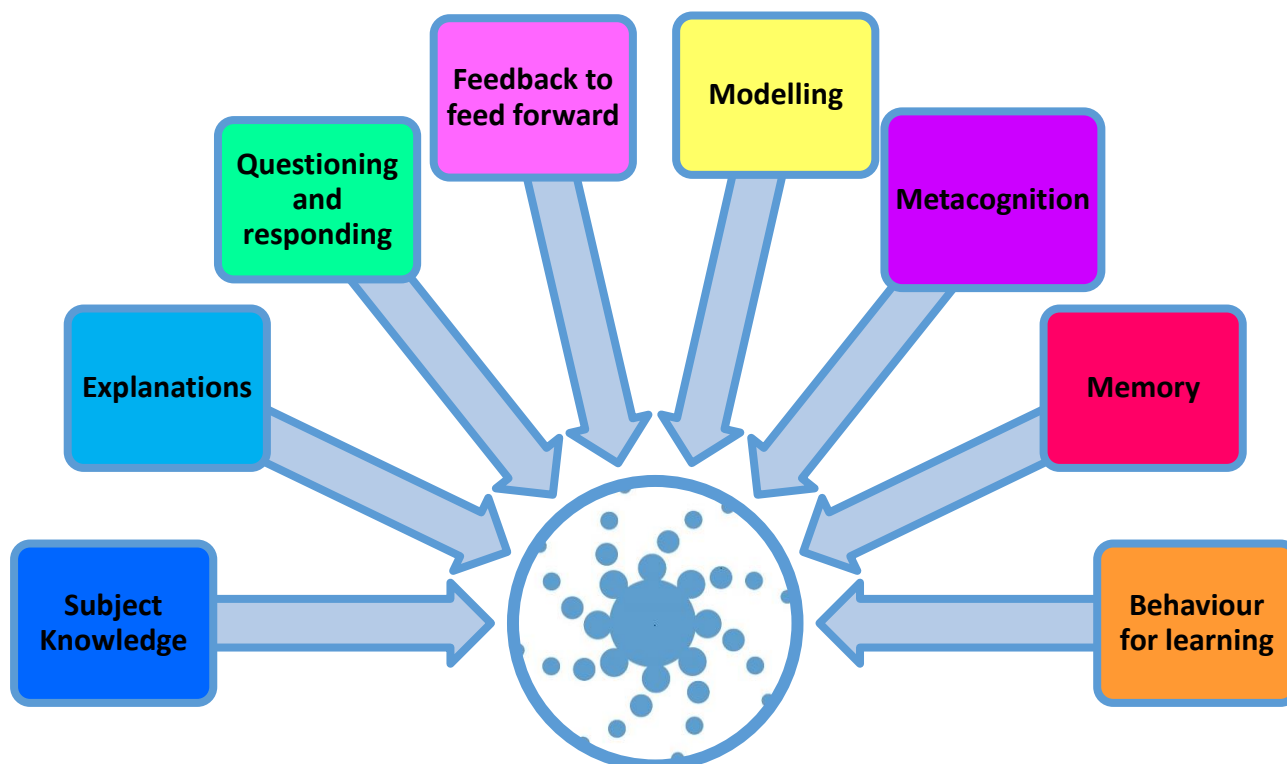 Feedback to
feed forward
Modelling
Questioning
and
responding
Metacognition
Explanations
Memory
Subject
Knowledge
Behaviour
for learning